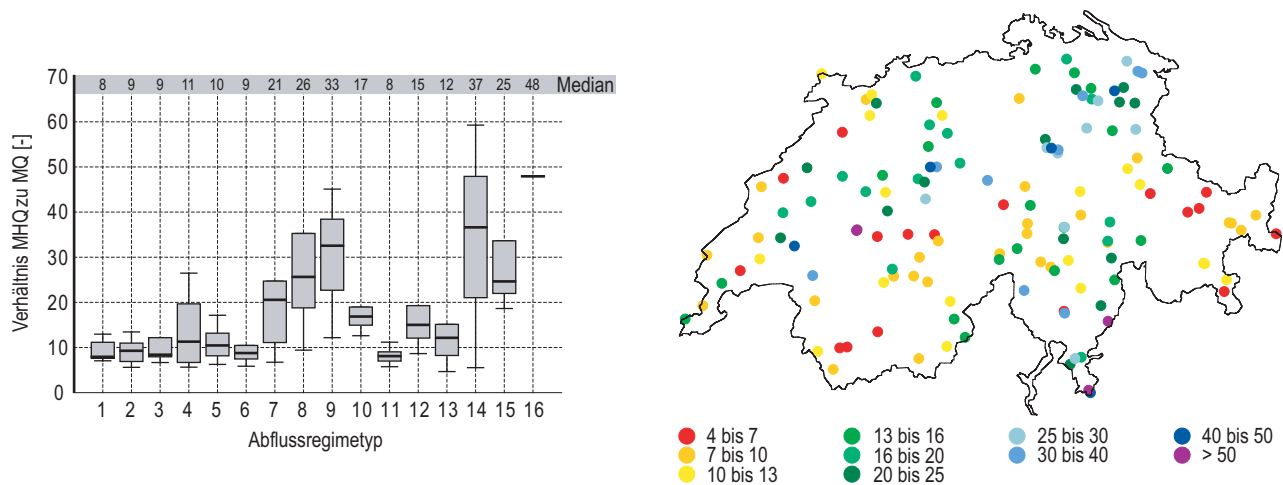 70 8 9 9 11 10 9 21 26 33 17 8 15 12 37 25 48 Median
60
50
40
30
20
10
0
Verhältnis MHQ zu MQ [-]
1 2 3 4 5 6 7 8 9 10 11 12 13 14 15 16
Abflussregimetyp
4 bis 7
7 bis 10
10 bis 13
13 bis 16
16 bis 20
20 bis 25
25 bis 30
30 bis 40
40 bis 50
> 50